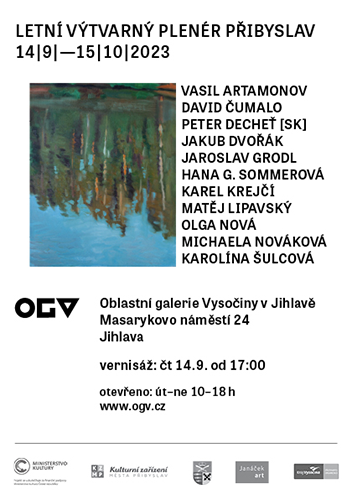 LETNÍ VÝTVARNÝ PLENÉR PŘIBYSLAV
14|9|—15|10|2023
VASIL ARTAMONOV
DAVID ČUMALO
PETER DECHEŤ [SK]
JAKUB DVOŘÁK
JAROSLAV GRODL
HANA G. SOMMEROVÁ
KAREL KREJČÍ
MATĚJ LIPAVSKÝ
OLGA NOVÁ
MICHAELA NOVÁKOVÁ
KAROLÍNA ŠULCOVÁ
OGV
Oblastní galerie Vysočiny v Jihlavě
Masarykovo náměstí 24
Jihlava
vernisáž: čt 14.9. od 17:00
otevřeno: út–ne 10–18 h
www.ogv.cz
MINISTERSTVO
KULTURY
Kulturní zařízení
MĚSTA PŘIBYSLAV
Janáček
art